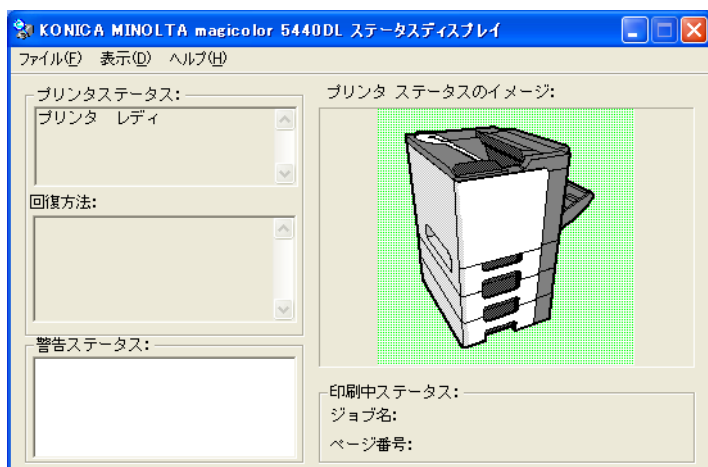 KONICA MINOLTA magicolor 5440DL ステータスディスプレイ
ファイル(F) 表示(D) ヘルプ(H)
プリンタステータス:
プリンタ レディ
回復方法:
警告ステータス:
プリンタ ステータスのイメージ:
印刷中ステータス:
ジョブ名:
ページ番号: